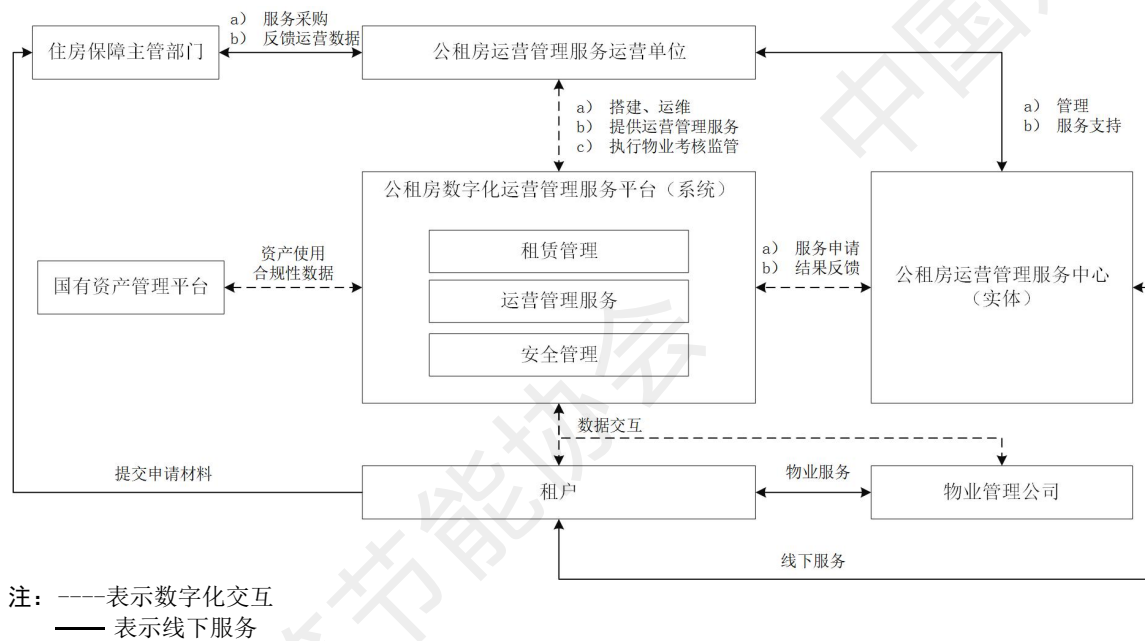 a） 服务采购
b） 反馈运营数据
住房保障主管部门
公租房运营管理服务运营单位
a） 搭建、运维
b） 提供运营管理服务
c） 执行物业考核监管
a） 管理
b） 服务支持
公租房数字化运营管理服务平台（系统）
租赁管理
运营管理服务
安全管理
资产使用
合规性数据
国有资产管理平台
a） 服务申请
b） 结果反馈
公租房运营管理服务中心
（实体）
数据交互
提交申请材料
租户
物业服务
物业管理公司
线下服务
注：----表示数字化交互
—— 表示线下服务
中国
节能协会